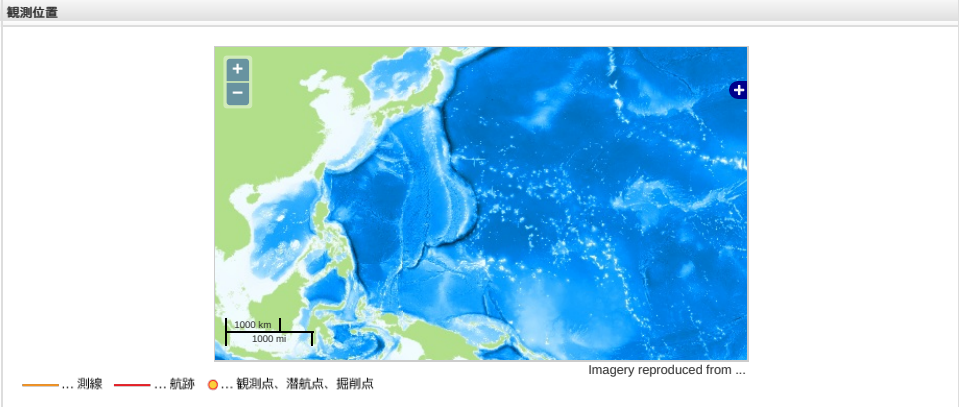 観測位置
+
−
+
1000 km
1000 mi
Imagery reproduced from ...
... 測線 ... 航跡 ... 観測点、潜航点、掘削点